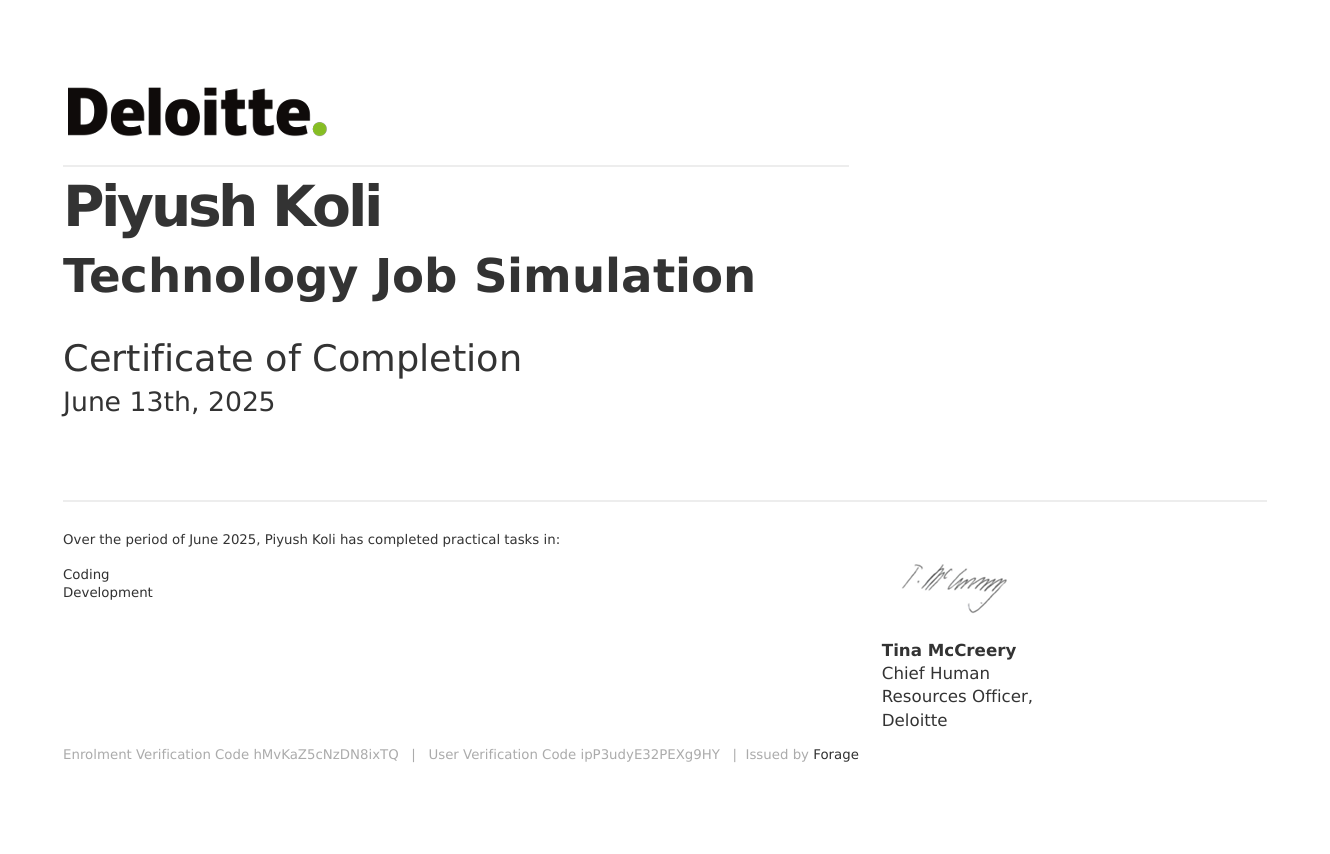 Deloitte.
Piyush Koli
Technology Job Simulation
Certificate of Completion
June 13th, 2025
Over the period of June 2025, Piyush Koli has completed practical tasks in:
Coding
Development
T. McCreery
Tina McCreery
Chief Human
Resources Officer,
Deloitte
Enrolment Verification Code hMvKaZ5cNzDN8ixTQ | User Verification Code ipP3udyE32PEXg9HY | Issued by Forage